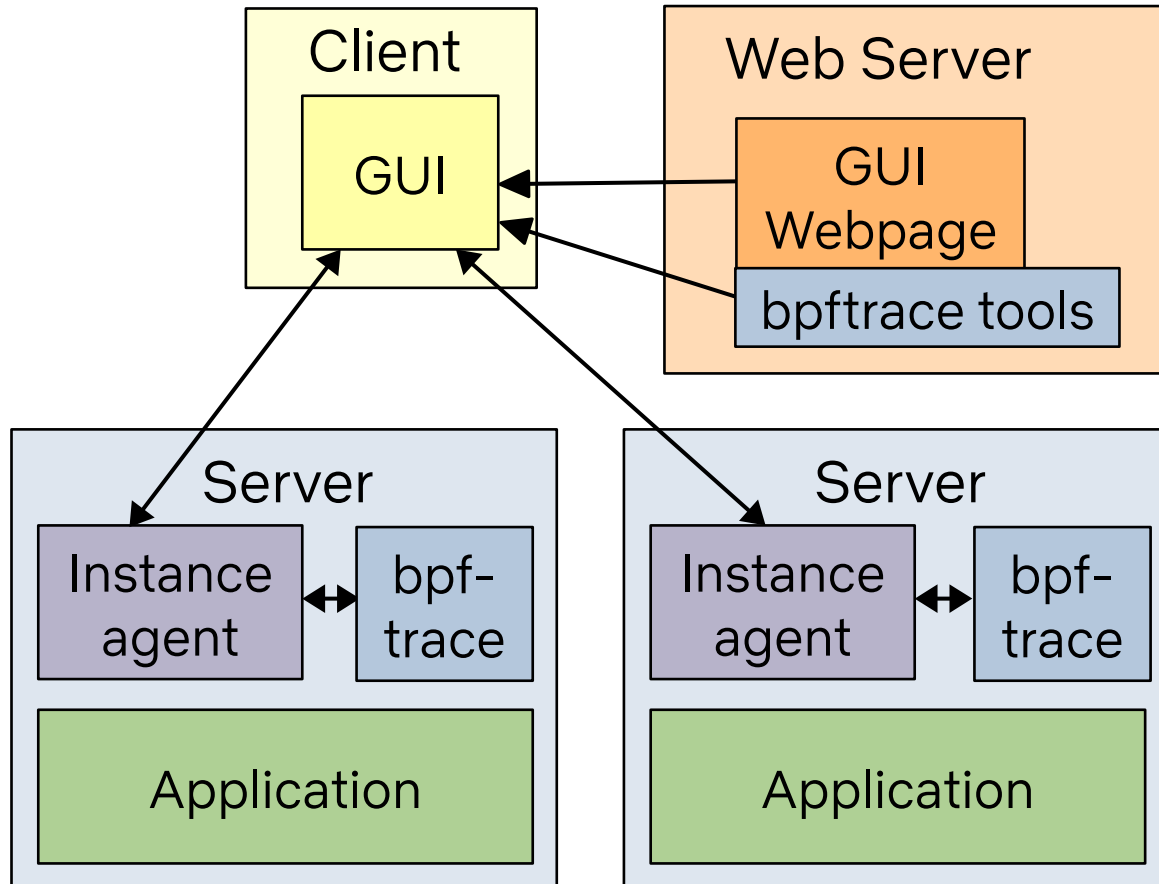 Client
GUI
Web Server
GUI
Webpage
bpftrace tools
Server
Instance
agent
bpf-
trace
Application
Server
Instance
agent
bpf-
trace
Application